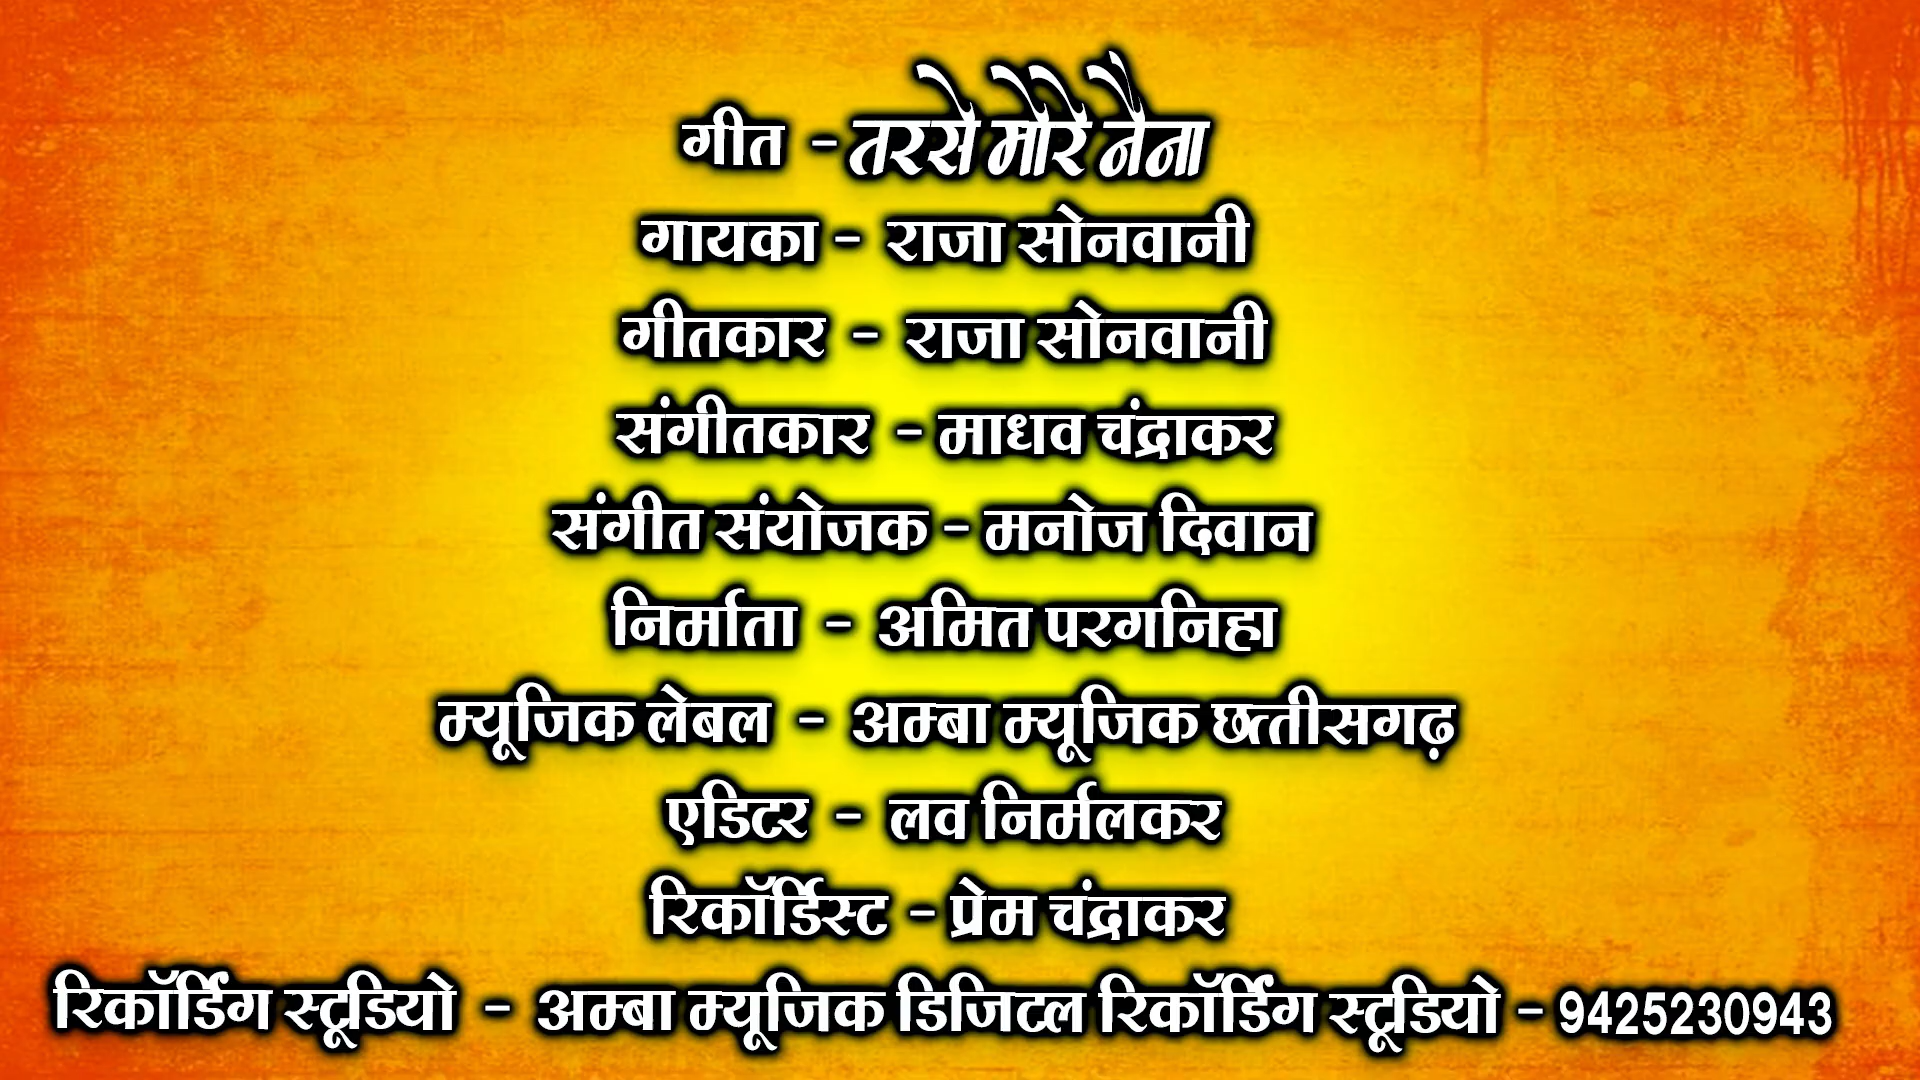 गीत - तरसे मोरे नैना
गायका - राजा सोनवानी
गीतकार - राजा सोनवानी
संगीतकार - माधव चंद्राकर
संगीत संयोजक - मनोज दिवान
निर्माता - अमित परगनिहा
म्यूजिक लेबल - अम्बा म्यूजिक छत्तीसगढ़
एडिटर - लव निर्मलकर
रिकॉर्डिस्ट - प्रेम चंद्राकर
रिकॉर्डिंग स्टूडियो - अम्बा म्यूजिक डिजिटल रिकॉर्डिंग स्टूडियो - 9425230943